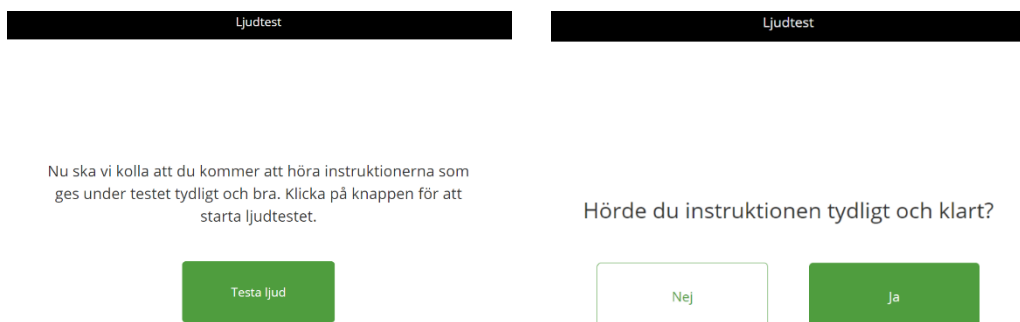 Ljudtest
Nu ska vi kolla att du kommer att höra instruktionerna som
ges under testet tydligt och bra. Klicka på knappen för att
starta ljudtestet.
Testa ljud
Ljudtest
Hörde du instruktionen tydligt och klart?
Nej
Ja